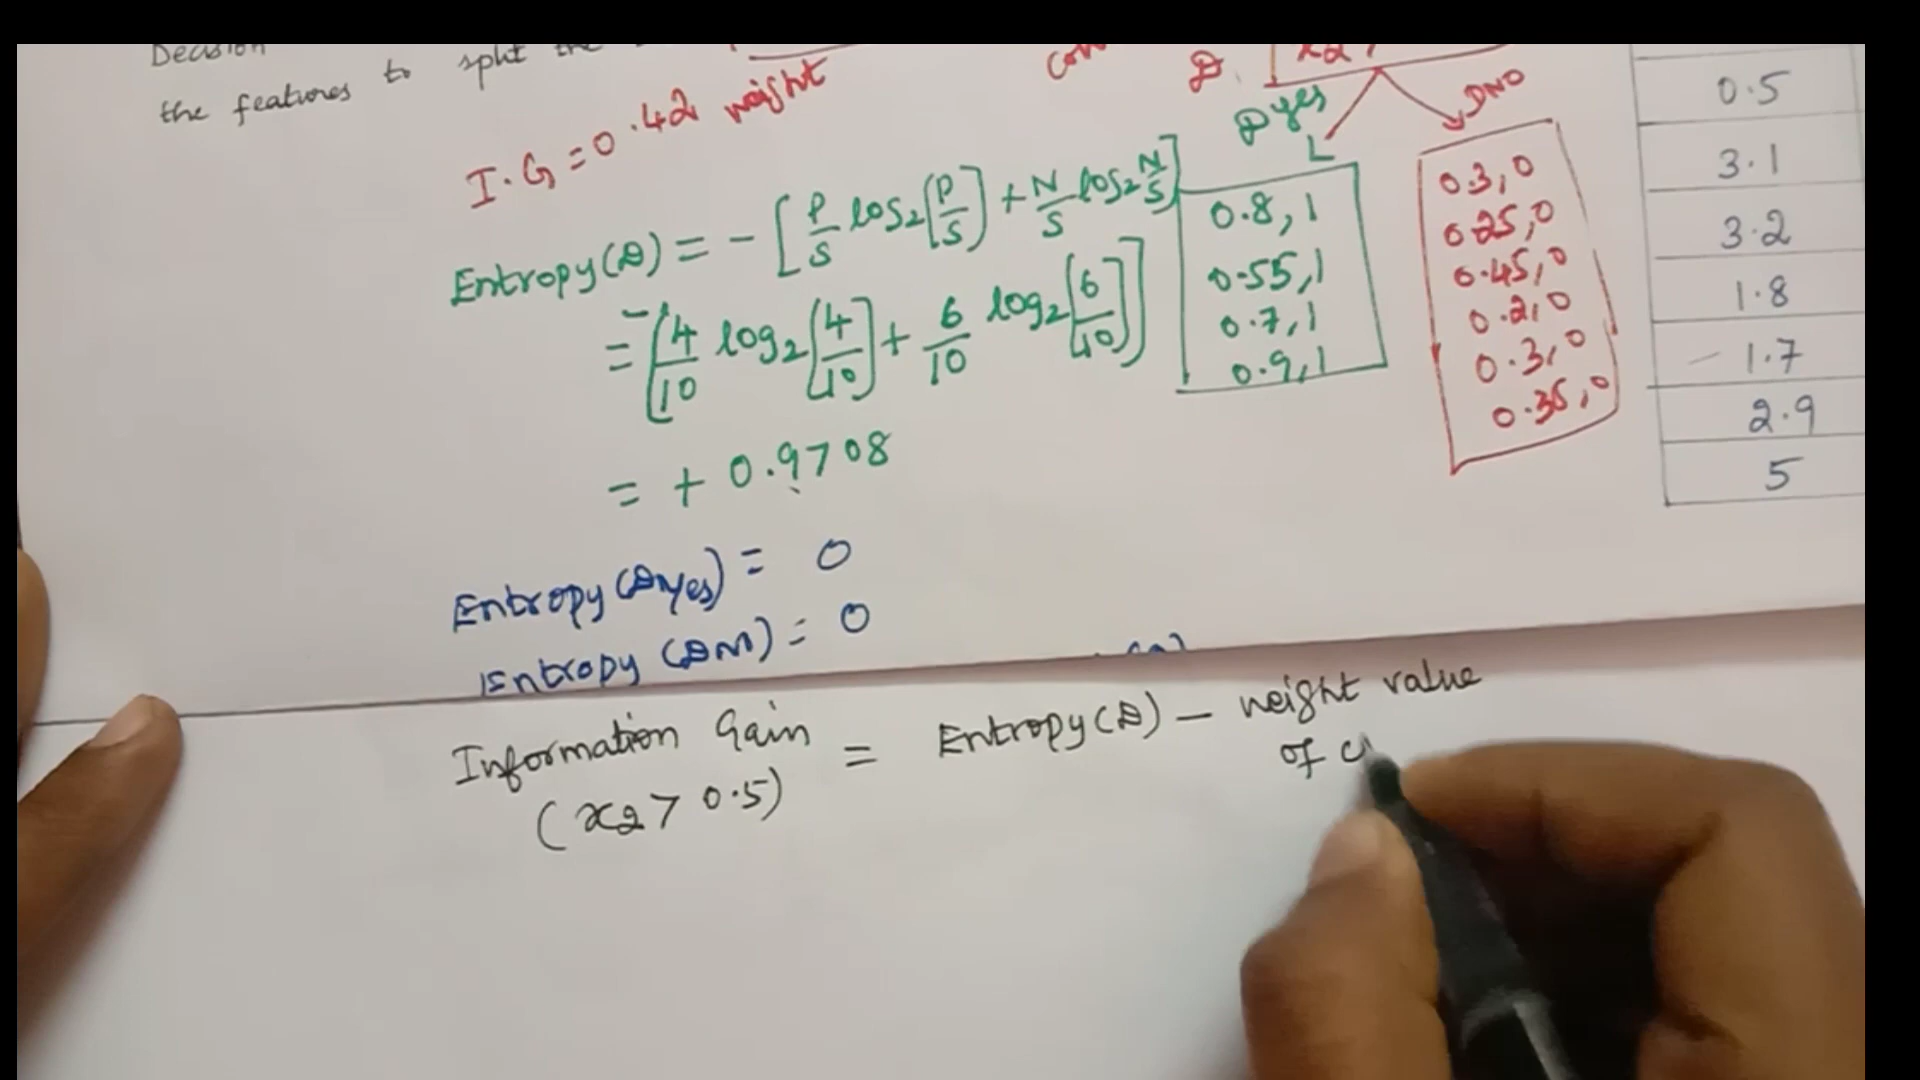 Decision
the features to split the
I.G = 0.42 weight
D
x2
D yes
DNO
Entropy(D) = - [P/S log2 [P/S] + N/S log2 N/S]
= -[4/10 log2 [4/10] + 6/10 log2 [6/10]]
= + 0.9708
Entropy (Dyes) = 0
Entropy (DNO) = 0
0.8, 1
0.55, 1
0.7, 1
0.9, 1
0.3, 0
0.25, 0
0.45, 0
0.2, 0
0.3, 0
0.35, 0
0.5
3.1
3.2
1.8
1.7
2.9
5
Information Gain = Entropy(D) - weight value
(x2 > 0.5)
of c